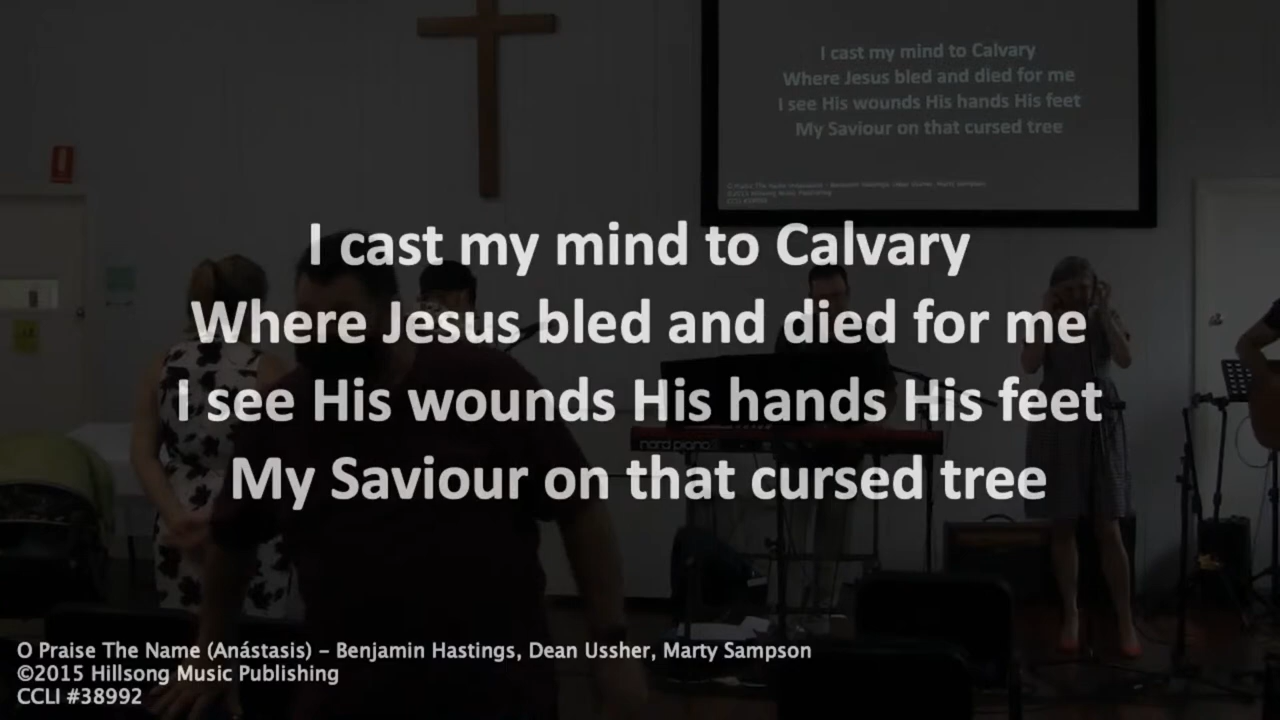 I cast my mind to Calvary
Where Jesus bled and died for me
I see His wounds His hands His feet
My Saviour on that cursed tree
I cast my mind to Calvary
Where Jesus bled and died for me
I see His wounds His hands His feet
My Saviour on that cursed tree
nord piano
O Praise The Name (Anástasis) – Benjamin Hastings, Dean Ussher, Marty Sampson
©2015 Hillsong Music Publishing
CCLI #38992